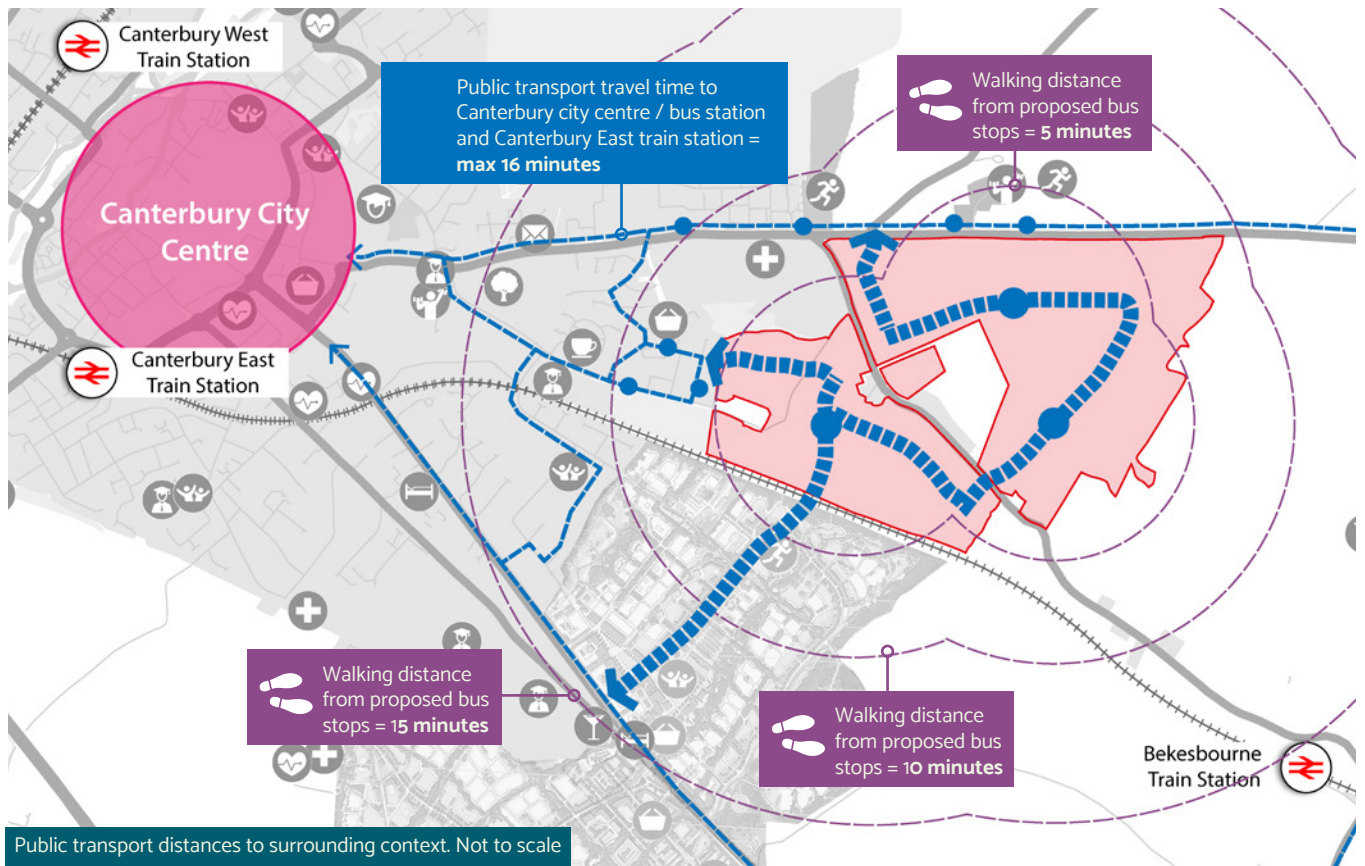 Canterbury West
Train Station
Public transport travel time to
Canterbury city centre / bus station
and Canterbury East train station =
max 16 minutes
Walking distance
from proposed bus
stops = 5 minutes
Canterbury City
Centre
Canterbury East
Train Station
Walking distance
from proposed bus
stops = 15 minutes
Walking distance
from proposed bus
stops = 10 minutes
Bekesbourne
Train Station
Public transport distances to surrounding context. Not to scale